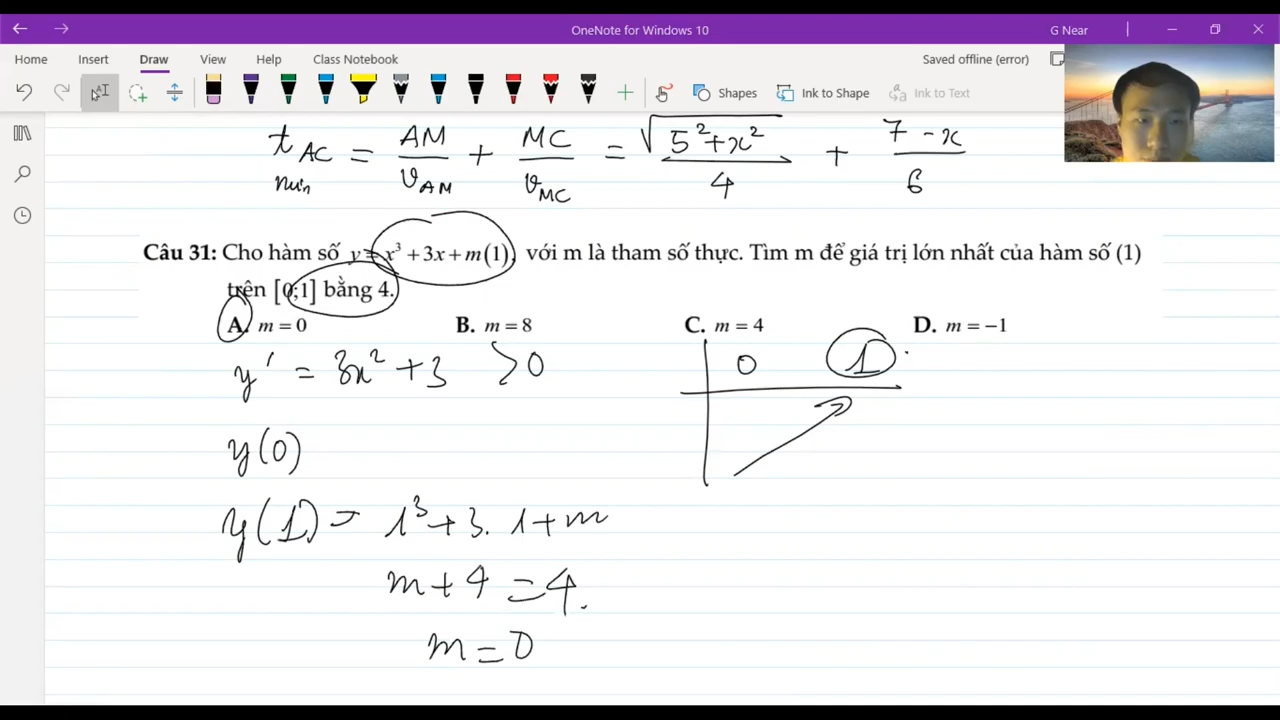 OneNote for Windows 10
G Near
Home Insert Draw View Help Class Notebook
Saved offline (error)
Shapes Ink to Shape Ink to Text
t AC min = AM / v AM + MC / v MC = √(5² + x²) / 4 + (7 - x) / 6
Câu 31: Cho hàm số y = x³ + 3x + m (1), với m là tham số thực. Tìm m để giá trị lớn nhất của hàm số (1)
trên [0;1] bằng 4.
A. m = 0 B. m = 8 C. m = 4 D. m = −1
y' = 3x² + 3 > 0
0 1
y(0)
y(1) = 1³ + 3. 1 + m
m + 4 = 4.
m = 0